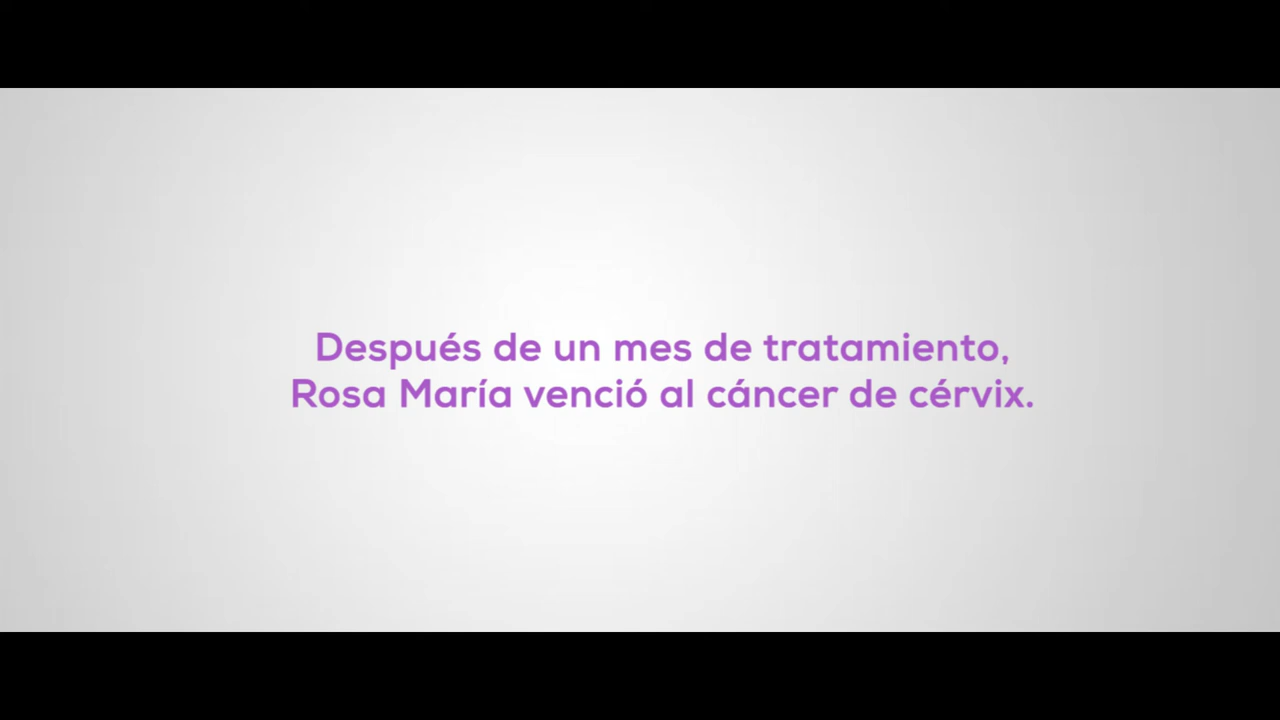 Después de un mes de tratamiento,
Rosa María venció al cáncer de cérvix.